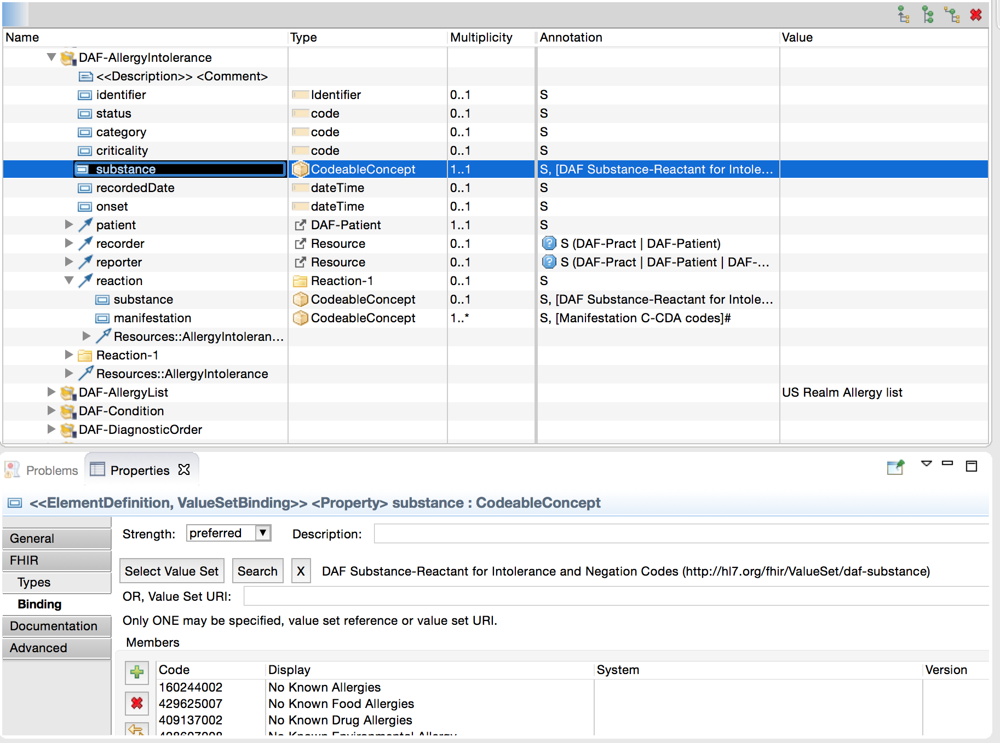 Name Type Multiplicity Annotation Value
DAF-AllergyIntolerance
<<Description>> <Comment>
identifier Identifier 0..1 S
status code 0..1 S
category code 0..1 S
criticality code 0..1 S
substance CodeableConcept 1..1 S, [DAF Substance-Reactant for Intole...
recordedDate dateTime 0..1 S
onset dateTime 0..1 S
patient DAF-Patient 1..1 S
recorder Resource 0..1 S (DAF-Pract | DAF-Patient)
reporter Resource 0..1 S (DAF-Pract | DAF-Patient | DAF-...
reaction Reaction-1 0..1 S
substance CodeableConcept 0..1 S, [DAF Substance-Reactant for Intole...
manifestation CodeableConcept 1..* S, [Manifestation C-CDA codes]#
Resources::AllergyIntoleran...
Reaction-1
Resources::AllergyIntolerance
DAF-AllergyList US Realm Allergy list
DAF-Condition
DAF-DiagnosticOrder
Problems Properties
<<ElementDefinition, ValueSetBinding>> <Property> substance : CodeableConcept
General
FHIR
Types
Binding
Documentation
Advanced
Strength: preferred Description:
Select Value Set Search X DAF Substance-Reactant for Intolerance and Negation Codes (http://hl7.org/fhir/ValueSet/daf-substance)
OR, Value Set URI:
Only ONE may be specified, value set reference or value set URI.
Members
Code Display System Version
160244002 No Known Allergies
429625007 No Known Food Allergies
409137002 No Known Drug Allergies
No Known Environmental Allergy